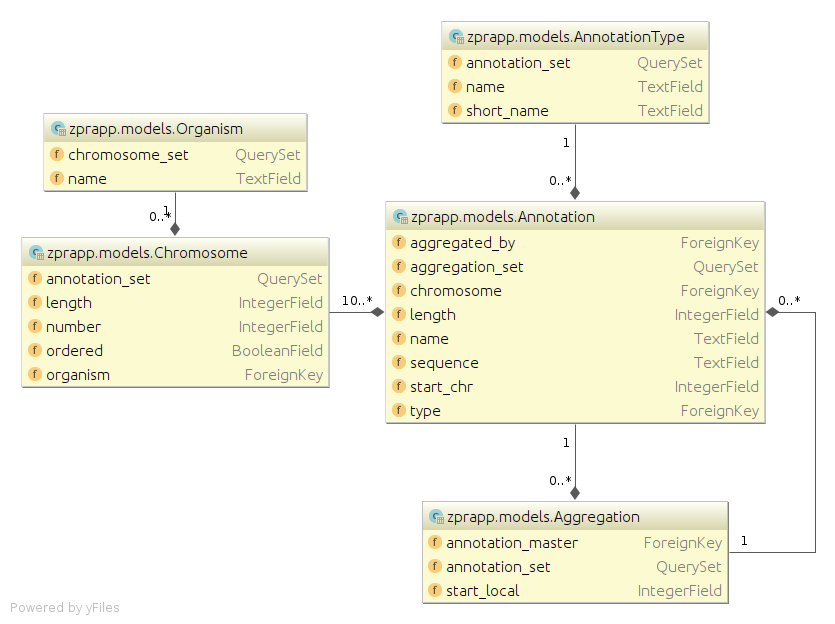 zprapp.models.AnnotationType
annotation_set QuerySet
name TextField
short_name TextField
1
0..*
zprapp.models.Organism
chromosome_set QuerySet
name TextField
1
0..*
zprapp.models.Chromosome
annotation_set QuerySet
length IntegerField
number IntegerField
ordered BooleanField
organism ForeignKey
10..*
zprapp.models.Annotation
aggregated_by ForeignKey
aggregation_set QuerySet
chromosome ForeignKey
length IntegerField
name TextField
sequence TextField
start_chr IntegerField
type ForeignKey
0..*
1
0..*
1
zprapp.models.Aggregation
annotation_master ForeignKey
annotation_set QuerySet
start_local IntegerField
Powered by yFiles